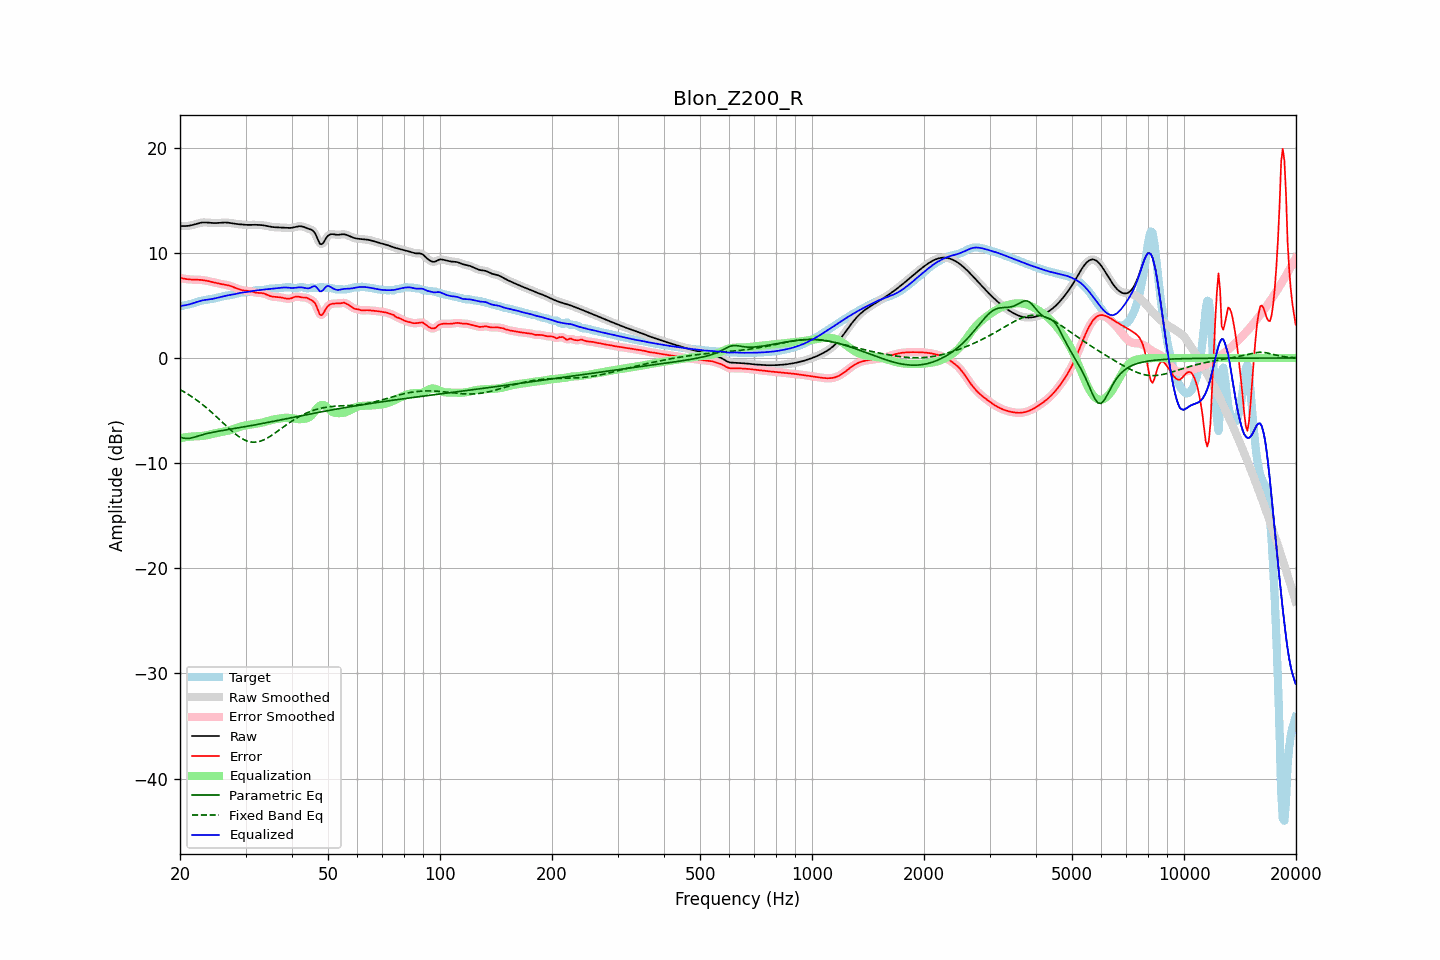 Blon_Z200_R
Amplitude (dBr)
20
10
0
−10
−20
−30
−40
Target
Raw Smoothed
Error Smoothed
Raw
Error
Equalization
Parametric Eq
Fixed Band Eq
Equalized
20 50 100 200 500 1000 2000 5000 10000 20000
Frequency (Hz)